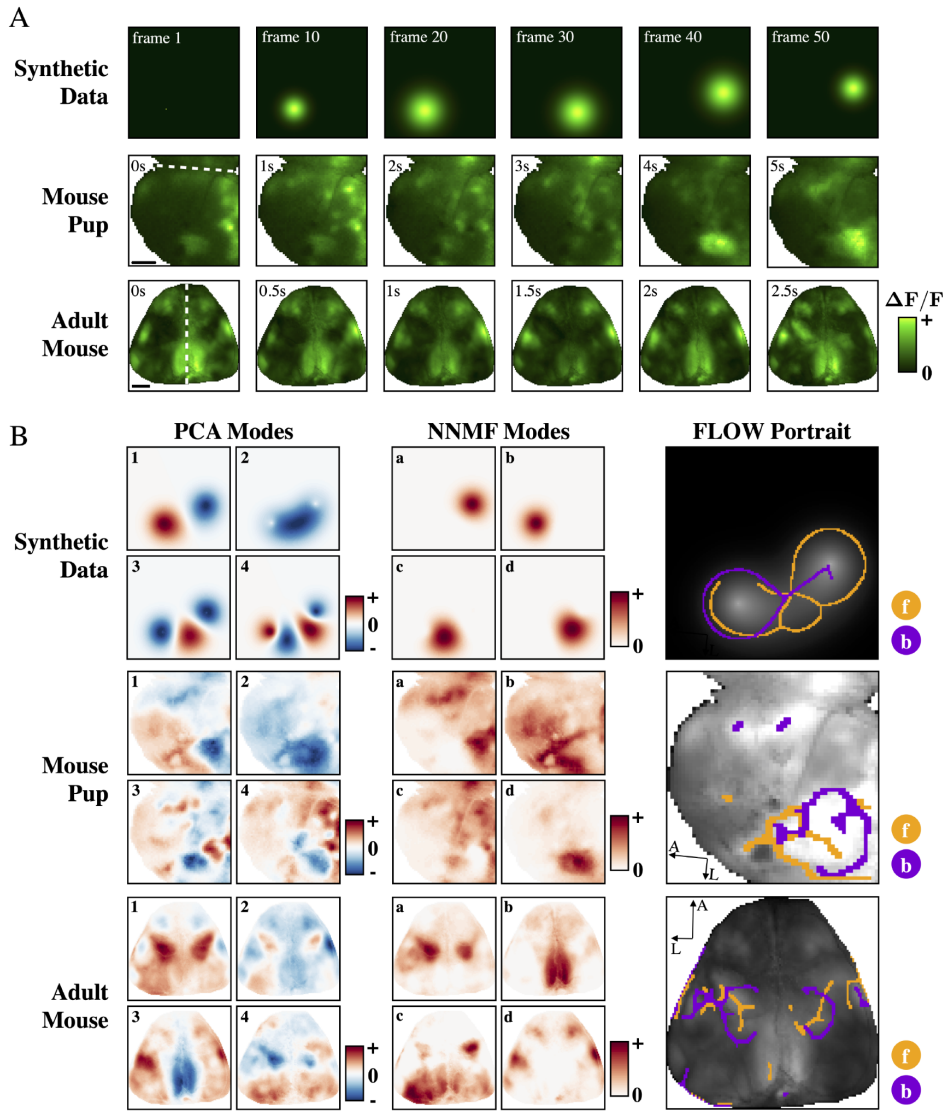 A
Synthetic
Data
frame 1
frame 10
frame 20
frame 30
frame 40
frame 50
Mouse
Pup
0s
1s
2s
3s
4s
5s
Adult
Mouse
0s
0.5s
1s
1.5s
2s
2.5s
ΔF/F
+
0
B
PCA Modes
NNMF Modes
FLOW Portrait
Synthetic
Data
1
2
3
4
+
0
-
a
b
c
d
+
0
L
f
b
Mouse
Pup
1
2
3
4
+
0
-
a
b
c
d
+
0
A
L
f
b
Adult
Mouse
1
2
3
4
+
0
-
a
b
c
d
+
0
A
L
f
b